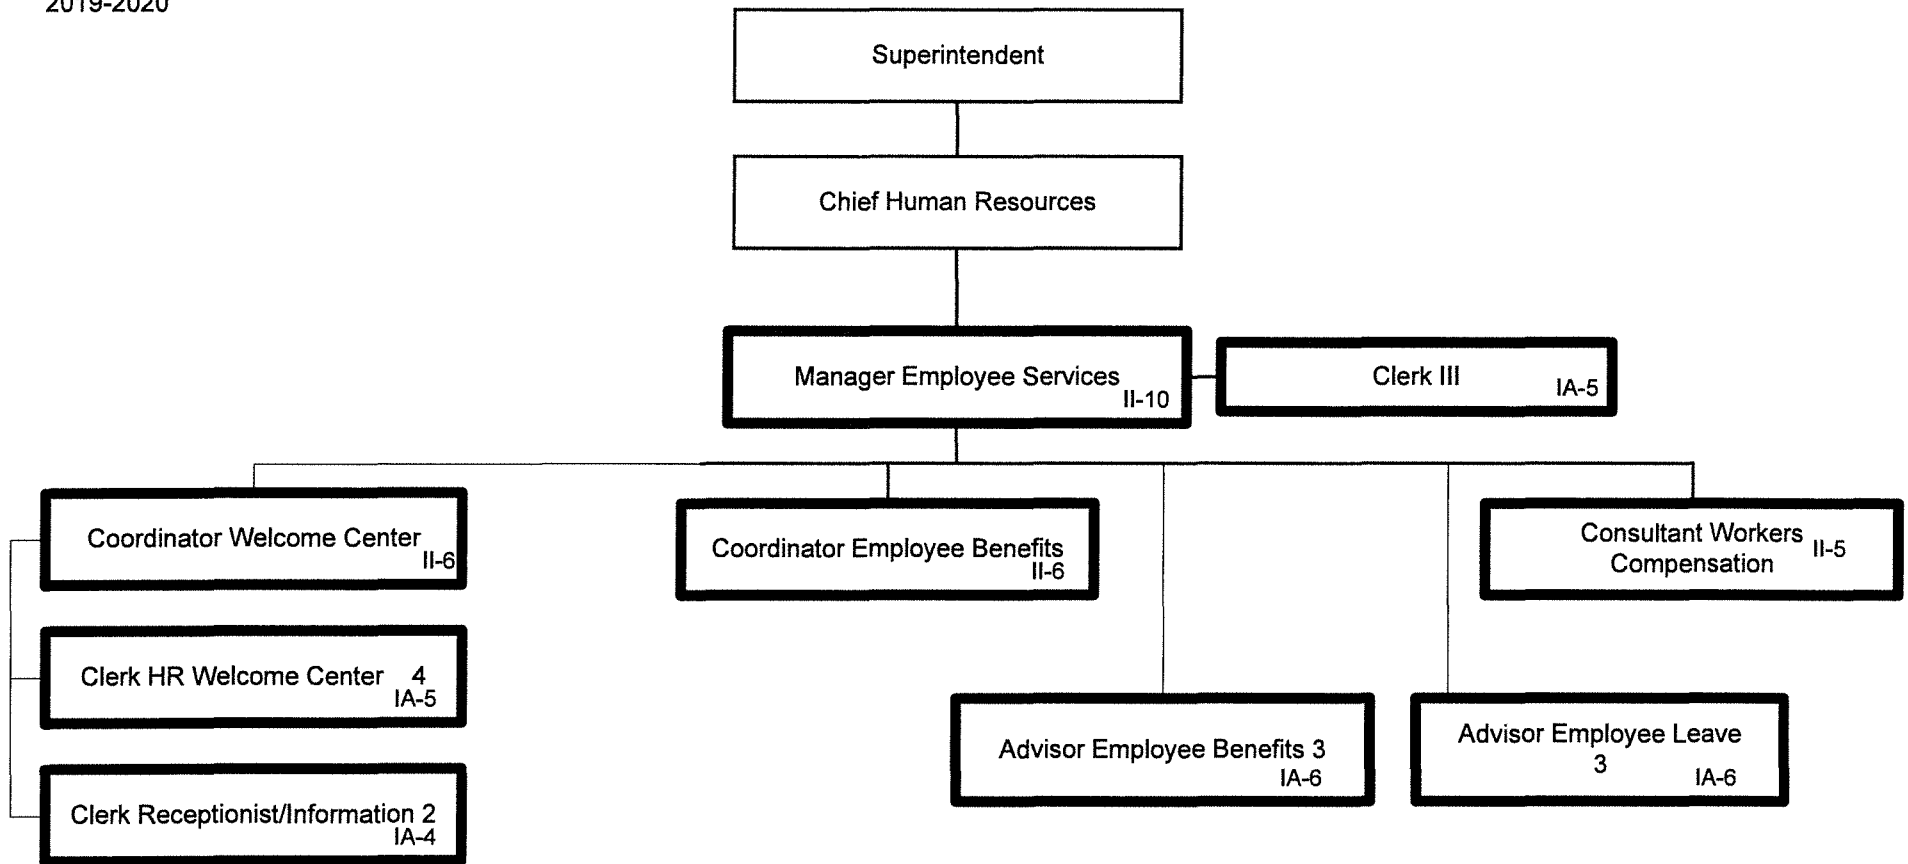 2019-2020
Superintendent
Chief Human Resources
Manager Employee Services
II-10
Clerk III
IA-5
Coordinator Welcome Center
II-6
Coordinator Employee Benefits
II-6
Consultant Workers
II-5
Compensation
Clerk HR Welcome Center 4
IA-5
Advisor Employee Benefits 3
IA-6
Advisor Employee Leave
3
IA-6
Clerk Receptionist/Information 2
IA-4